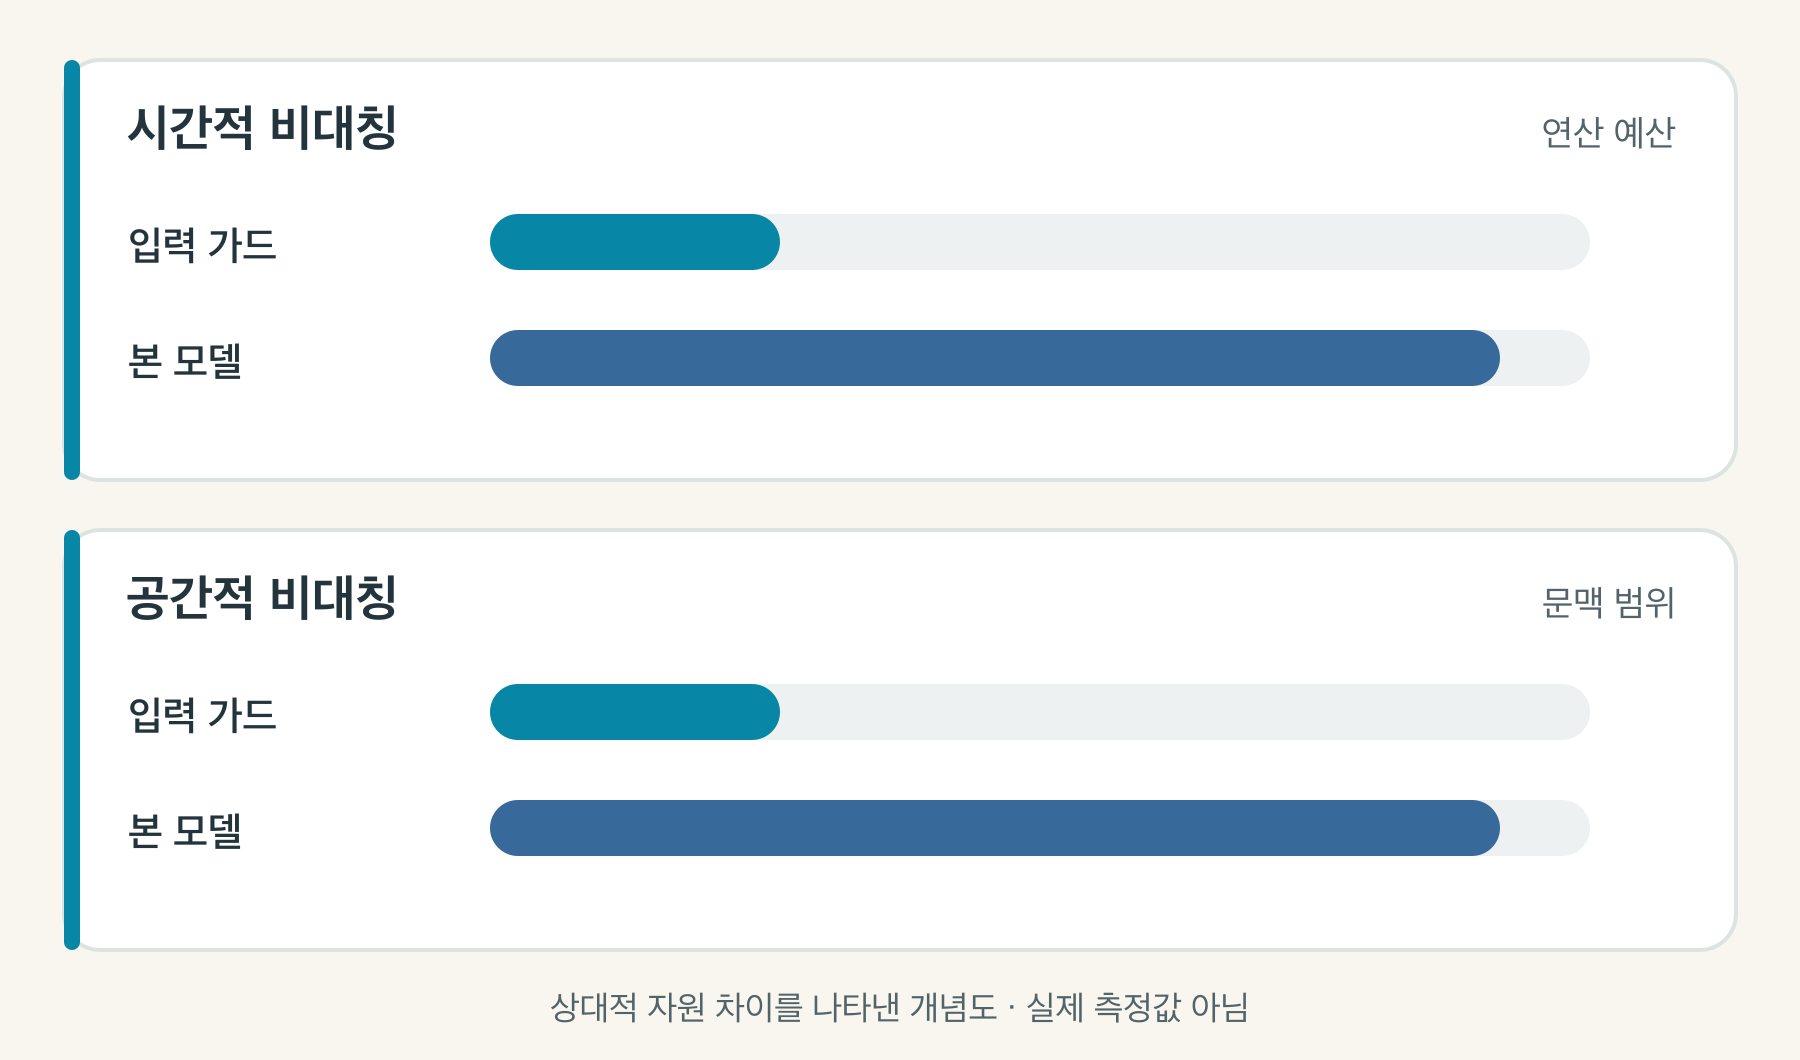 시간적 비대칭
연산 예산
입력 가드
본 모델
공간적 비대칭
문맥 범위
입력 가드
본 모델
상대적 자원 차이를 나타낸 개념도 · 실제 측정값 아님